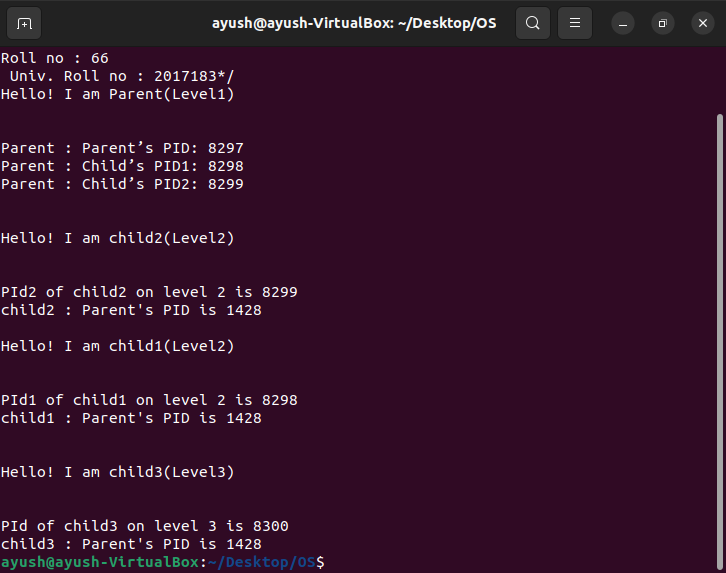 ayush@ayush-VirtualBox: ~/Desktop/OS
Roll no : 66
Univ. Roll no : 2017183*/
Hello! I am Parent(Level1)
Parent : Parent’s PID: 8297
Parent : Child’s PID1: 8298
Parent : Child’s PID2: 8299
Hello! I am child2(Level2)
PId2 of child2 on level 2 is 8299
child2 : Parent's PID is 1428
Hello! I am child1(Level2)
PId1 of child1 on level 2 is 8298
child1 : Parent's PID is 1428
Hello! I am child3(Level3)
PId of child3 on level 3 is 8300
child3 : Parent's PID is 1428
ayush@ayush-VirtualBox:~/Desktop/OS$